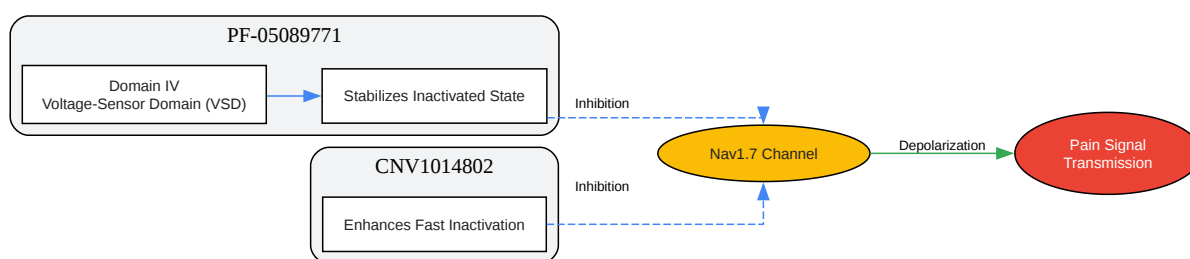 PF-05089771
Domain IV
Voltage-Sensor Domain (VSD)
Stabilizes Inactivated State
Inhibition
CNV1014802
Enhances Fast Inactivation
Inhibition
Nav1.7 Channel
Depolarization
Pain Signal
Transmission